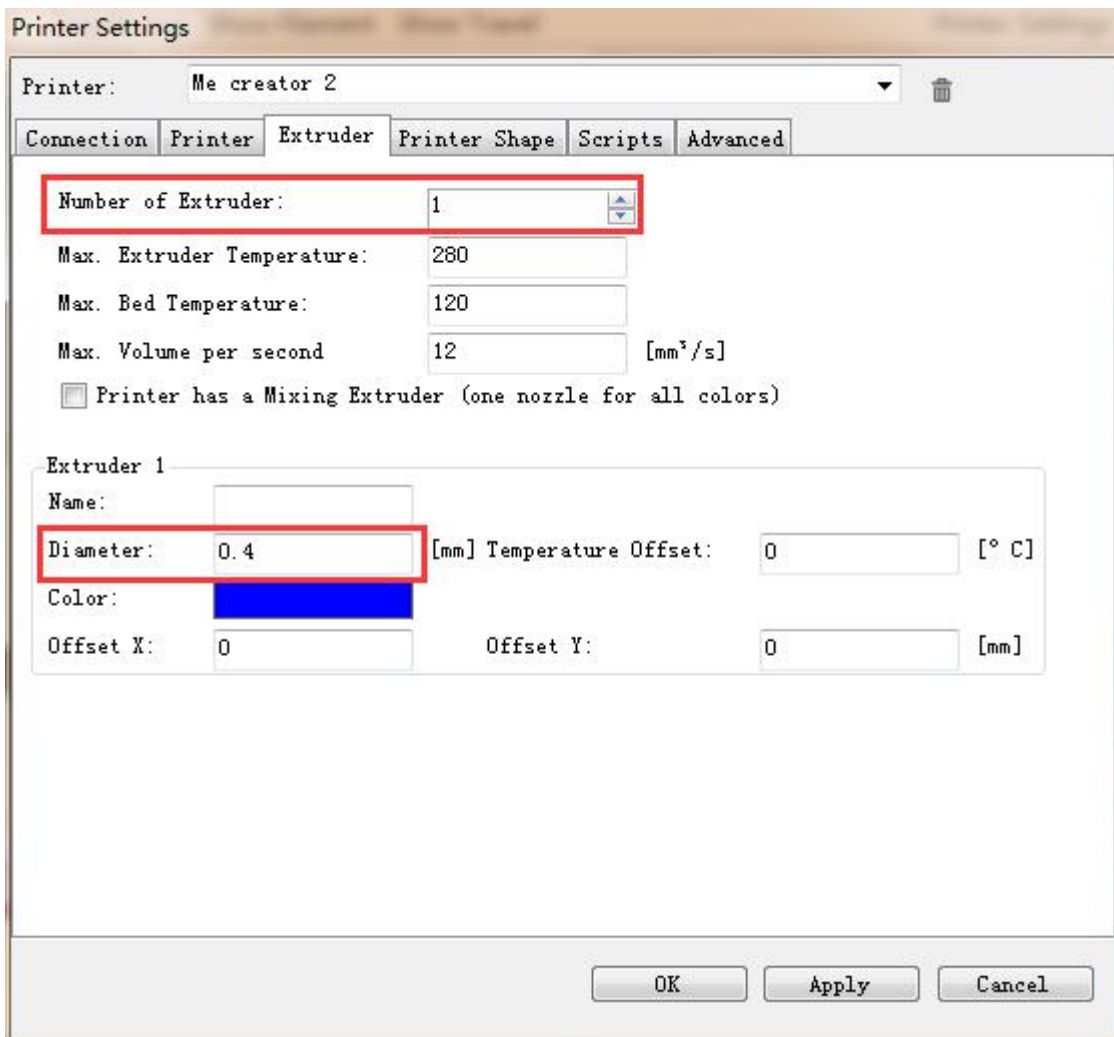 Printer Settings
Printer: Me creator 2
Connection Printer Extruder Printer Shape Scripts Advanced
Number of Extruder: 1
Max. Extruder Temperature: 280
Max. Bed Temperature: 120
Max. Volume per second 12 [mm³/s]
Printer has a Mixing Extruder (one nozzle for all colors)
Extruder 1
Name:
Diameter: 0.4 [mm] Temperature Offset: 0 [° C]
Color:
Offset X: 0 Offset Y: 0 [mm]
OK Apply Cancel